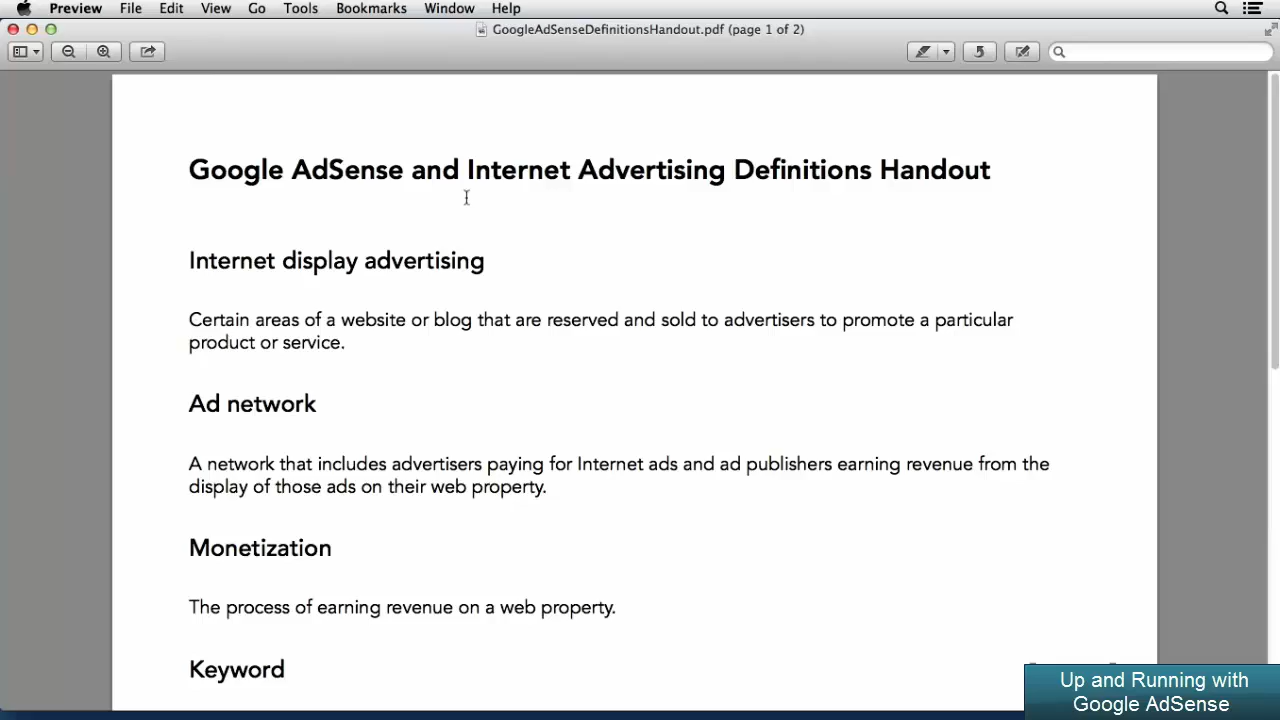 Preview File Edit View Go Tools Bookmarks Window Help
GoogleAdSenseDefinitionsHandout.pdf (page 1 of 2)
Google AdSense and Internet Advertising Definitions Handout
Internet display advertising
Certain areas of a website or blog that are reserved and sold to advertisers to promote a particular
product or service.
Ad network
A network that includes advertisers paying for Internet ads and ad publishers earning revenue from the
display of those ads on their web property.
Monetization
The process of earning revenue on a web property.
Keyword
Up and Running with
Google AdSense